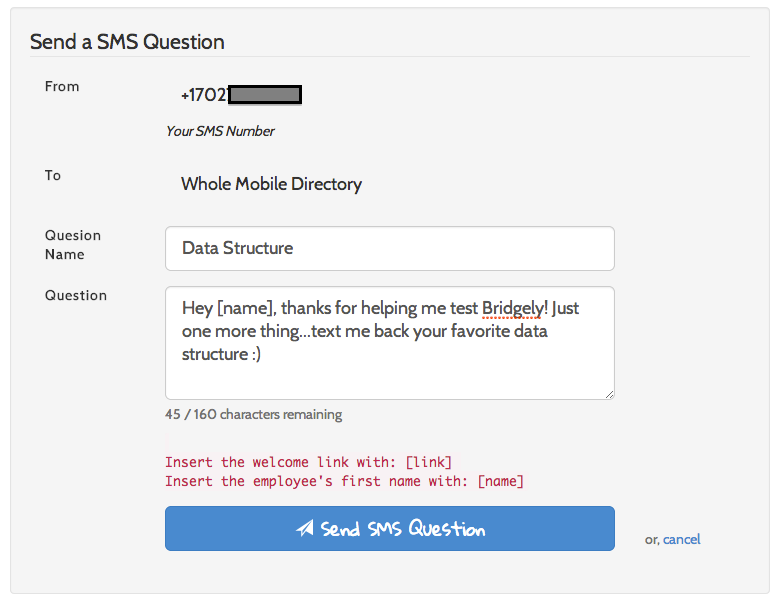 Send a SMS Question
From
+1702
Your SMS Number
To
Whole Mobile Directory
Quesion
Name
Data Structure
Question
Hey [name], thanks for helping me test Bridgely! Just
one more thing...text me back your favorite data
structure :)
45 / 160 characters remaining
Insert the welcome link with: [link]
Insert the employee's first name with: [name]
Send SMS Question
or, cancel